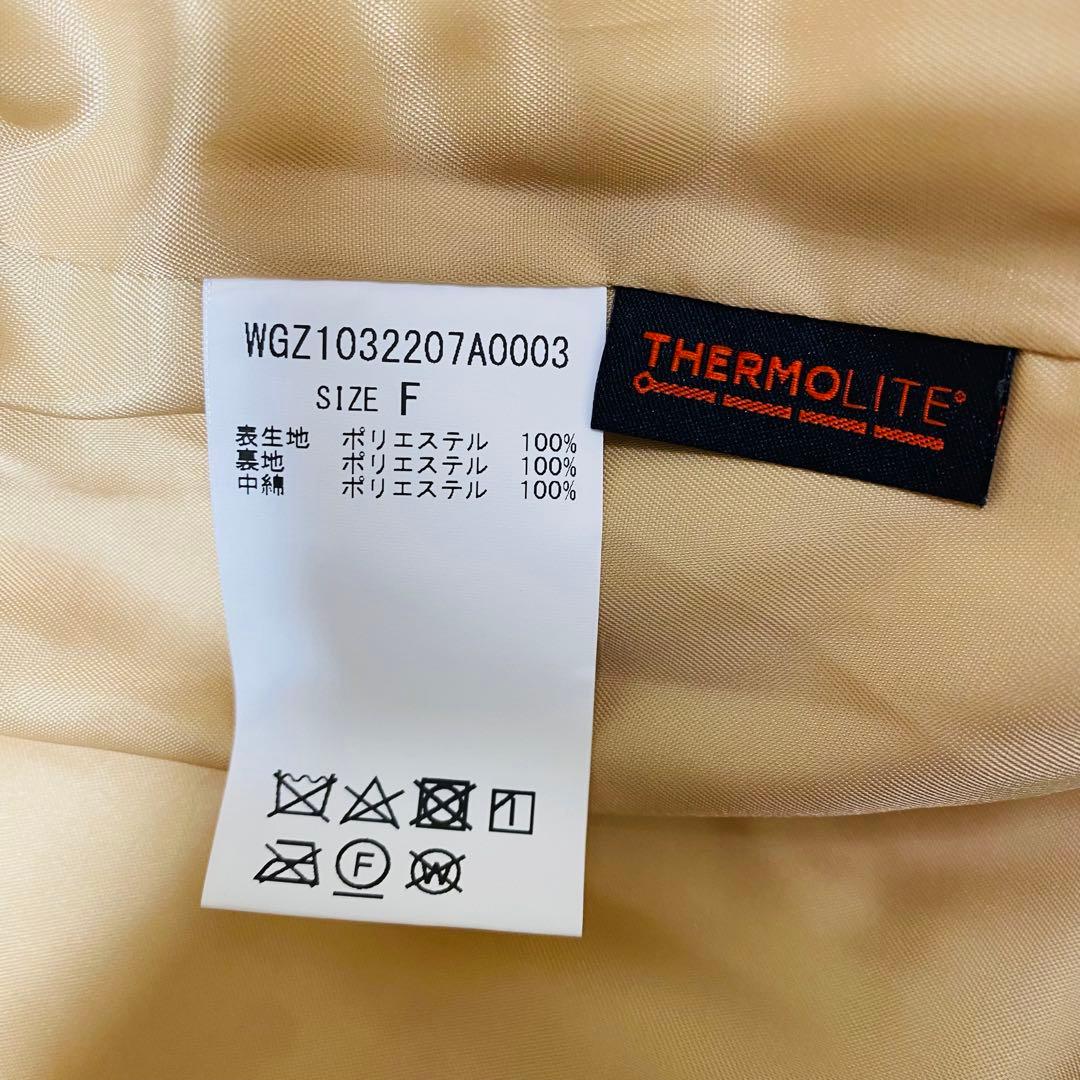 WGZ1032207A0003
SIZE F
表生地 ポリエステル 100%
裏地 ポリエステル 100%
中綿 ポリエステル 100%
F
W
THERMOLITE®